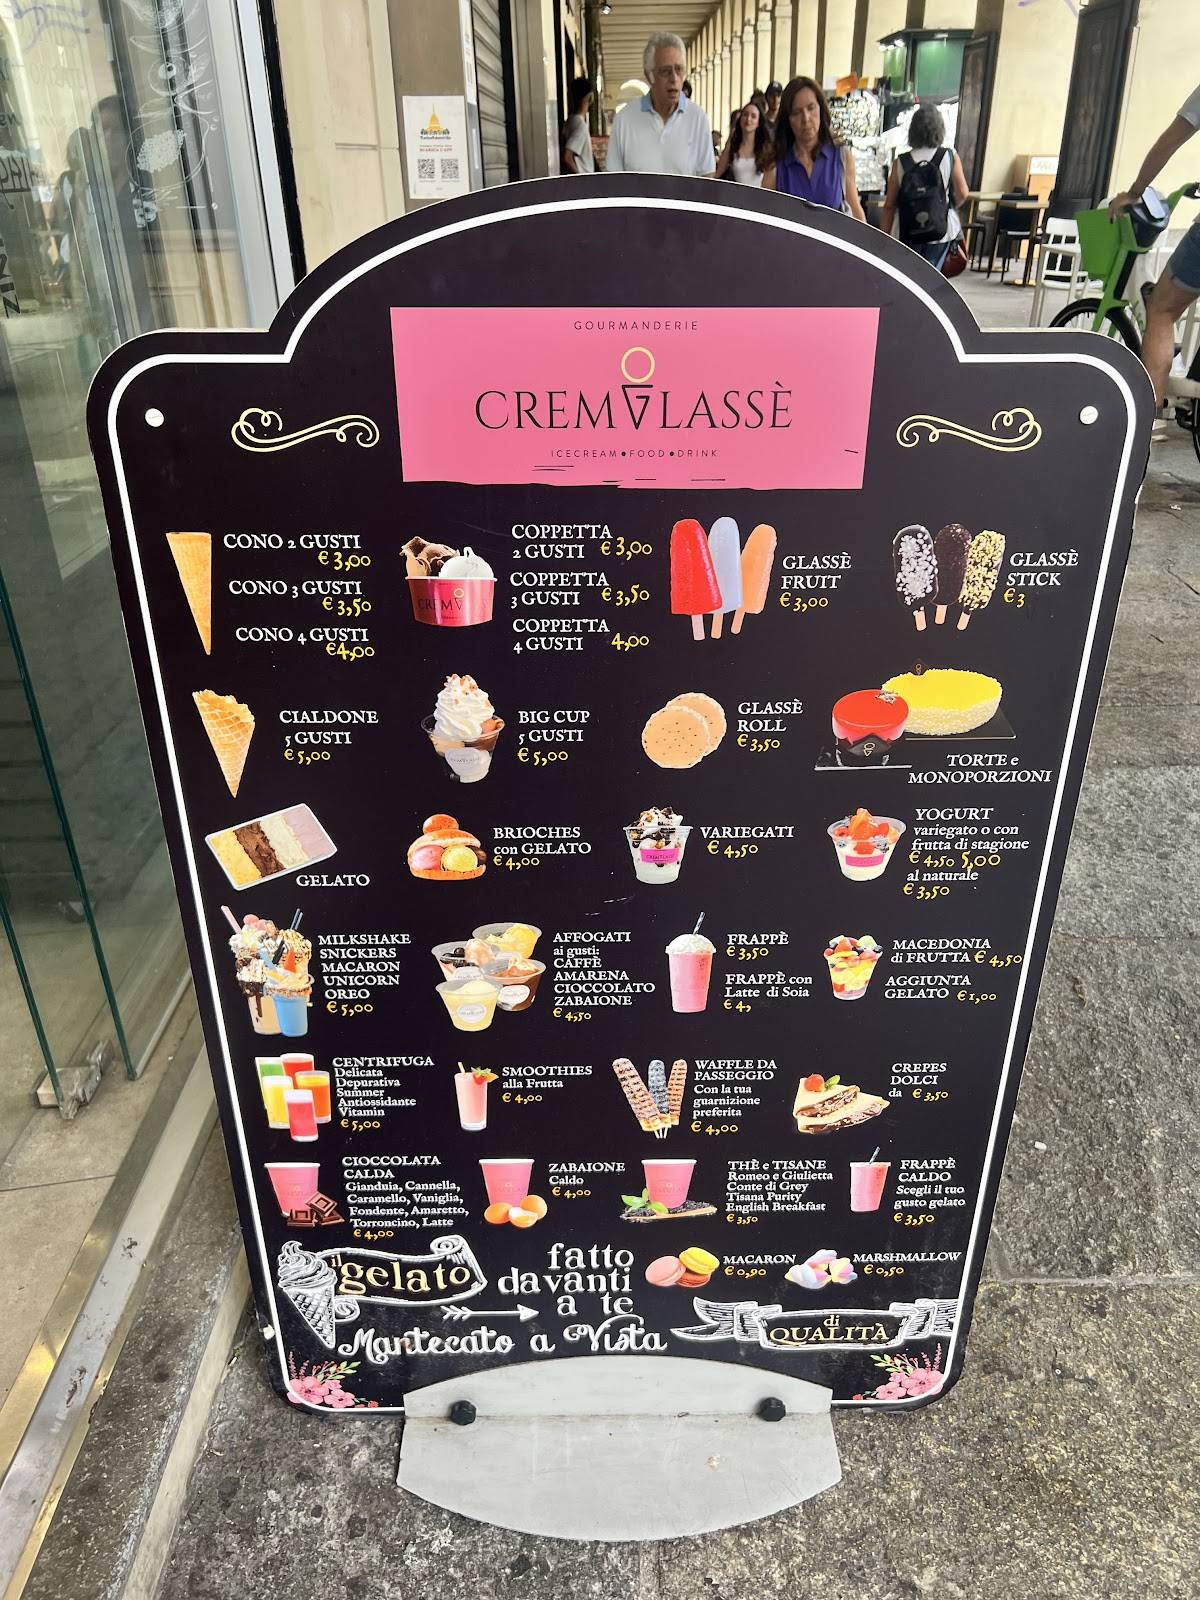 GOURMANDERIE
CREMGLASSÈ
ICECREAM●FOOD●DRINK
CONO 2 GUSTI
€ 3,00
CONO 3 GUSTI
€ 3,50
CONO 4 GUSTI
€4,00
COPPETTA
2 GUSTI € 3,00
COPPETTA
3 GUSTI € 3,50
COPPETTA
4 GUSTI 4,00
GLASSÈ
FRUIT
€ 3,00
GLASSÈ
STICK
€ 3
CIALDONE
5 GUSTI
€ 5,00
BIG CUP
5 GUSTI
€ 5,00
GLASSÈ
ROLL
€ 3,50
TORTE e
MONOPORZIONI
GELATO
BRIOCHES
con GELATO
€ 4,00
VARIEGATI
€ 4,50
YOGURT
variegato o con
frutta di stagione
€ 4,50 5,00
al naturale
€ 3,50
MILKSHAKE
SNICKERS
MACARON
UNICORN
OREO
€ 5,00
AFFOGATI
ai gusti:
CAFFÈ
AMARENA
CIOCCOLATO
ZABAIONE
€ 4,50
FRAPPÈ
€ 3,50
FRAPPÈ con
Latte di Soia
€ 4,
MACEDONIA
di FRUTTA € 4,50
AGGIUNTA
GELATO € 1,00
CENTRIFUGA
Delicata
Depurativa
Summer
Antiossidante
Vitamin
€ 5,00
SMOOTHIES
alla Frutta
€ 4,00
WAFFLE DA
PASSEGGIO
Con la tua
guarnizione
preferita
€ 4,00
CREPES
DOLCI
da € 3,50
CIOCCOLATA
CALDA
Gianduia, Cannella,
Caramello, Vaniglia,
Fondente, Amaretto,
Torroncino, Latte
€ 4,00
ZABAIONE
Caldo
€ 4,00
THÈ e TISANE
Romeo e Giulietta
Conte di Grey
Tisana Purity
English Breakfast
€ 3,50
FRAPPÈ
CALDO
Scegli il tuo
gusto gelato
€ 3,50
il gelato
fatto
davanti
a te
Mantecato a Vista
MACARON
€ 0,90
MARSHMALLOW
€ 0,50
di
QUALITÀ